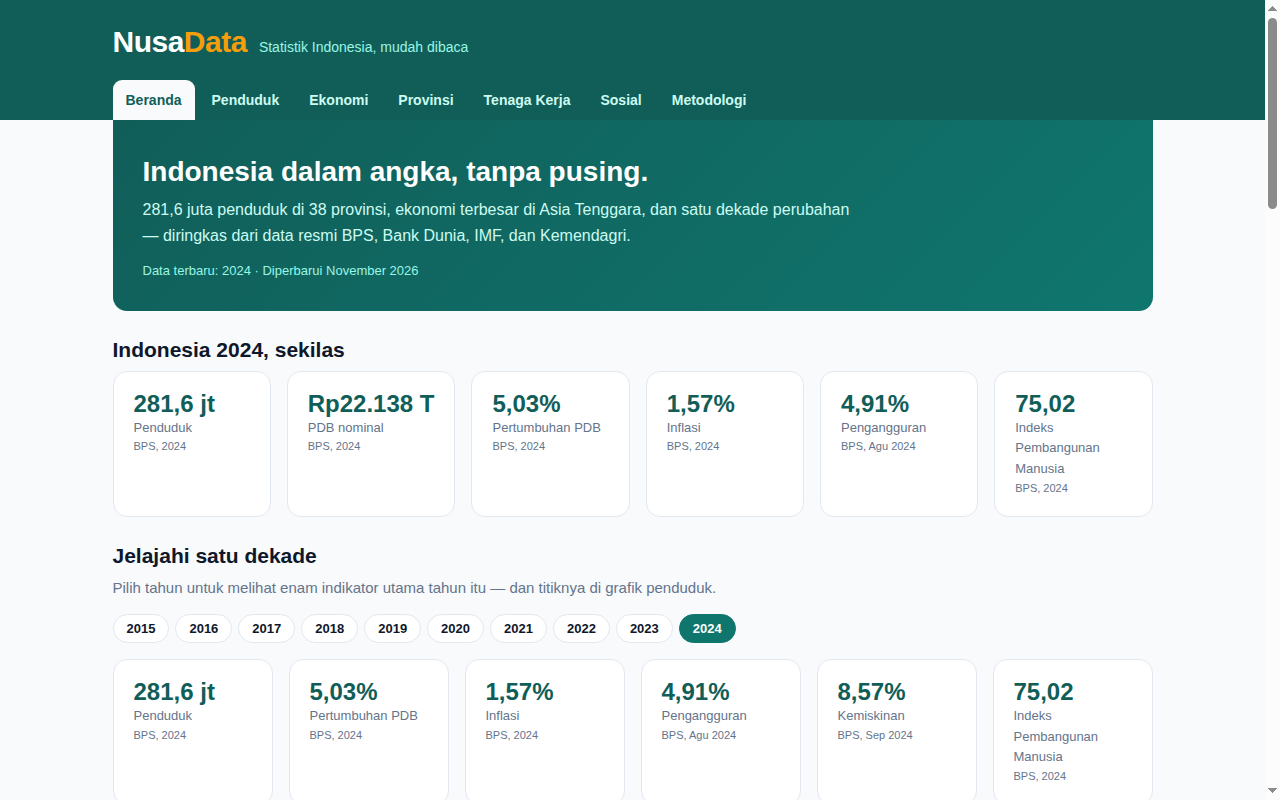 NusaData Statistik Indonesia, mudah dibaca
Beranda Penduduk Ekonomi Provinsi Tenaga Kerja Sosial Metodologi
Indonesia dalam angka, tanpa pusing.
281,6 juta penduduk di 38 provinsi, ekonomi terbesar di Asia Tenggara, dan satu dekade perubahan
— diringkas dari data resmi BPS, Bank Dunia, IMF, dan Kemendagri.
Data terbaru: 2024 · Diperbarui November 2026
Indonesia 2024, sekilas
281,6 jt
Penduduk
BPS, 2024
Rp22.138 T
PDB nominal
BPS, 2024
5,03%
Pertumbuhan PDB
BPS, 2024
1,57%
Inflasi
BPS, 2024
4,91%
Pengangguran
BPS, Agu 2024
75,02
Indeks
Pembangunan
Manusia
BPS, 2024
Jelajahi satu dekade
Pilih tahun untuk melihat enam indikator utama tahun itu — dan titiknya di grafik penduduk.
2015 2016 2017 2018 2019 2020 2021 2022 2023 2024
281,6 jt
Penduduk
BPS, 2024
5,03%
Pertumbuhan PDB
BPS, 2024
1,57%
Inflasi
BPS, 2024
4,91%
Pengangguran
BPS, Agu 2024
8,57%
Kemiskinan
BPS, Sep 2024
75,02
Indeks
Pembangunan
Manusia
BPS, 2024